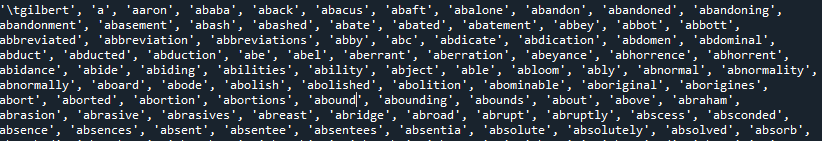 '\tgilbert', 'a', 'aaron', 'ababa', 'aback', 'abacus', 'abaft', 'abalone', 'abandon', 'abandoned', 'abandoning',
'abandonment', 'abasement', 'abash', 'abashed', 'abate', 'abated', 'abatement', 'abbey', 'abbot', 'abbott',
'abbreviated', 'abbreviation', 'abbreviations', 'abby', 'abc', 'abdicate', 'abdication', 'abdomen', 'abdominal',
'abduct', 'abducted', 'abduction', 'abe', 'abel', 'aberrant', 'aberration', 'abeyance', 'abhorrence', 'abhorrent',
'abidance', 'abide', 'abiding', 'abilities', 'ability', 'abject', 'able', 'abloom', 'ably', 'abnormal', 'abnormality',
'abnormally', 'aboard', 'abode', 'abolish', 'abolished', 'abolition', 'abominable', 'aboriginal', 'aborigines',
'abort', 'aborted', 'abortion', 'abortions', 'abound', 'abounding', 'abounds', 'about', 'above', 'abraham',
'abrasion', 'abrasive', 'abrasives', 'abreast', 'abridge', 'abroad', 'abrupt', 'abruptly', 'abscess', 'absconded',
'absence', 'absences', 'absent', 'absentee', 'absentees', 'absentia', 'absolute', 'absolutely', 'absolved', 'absorb',